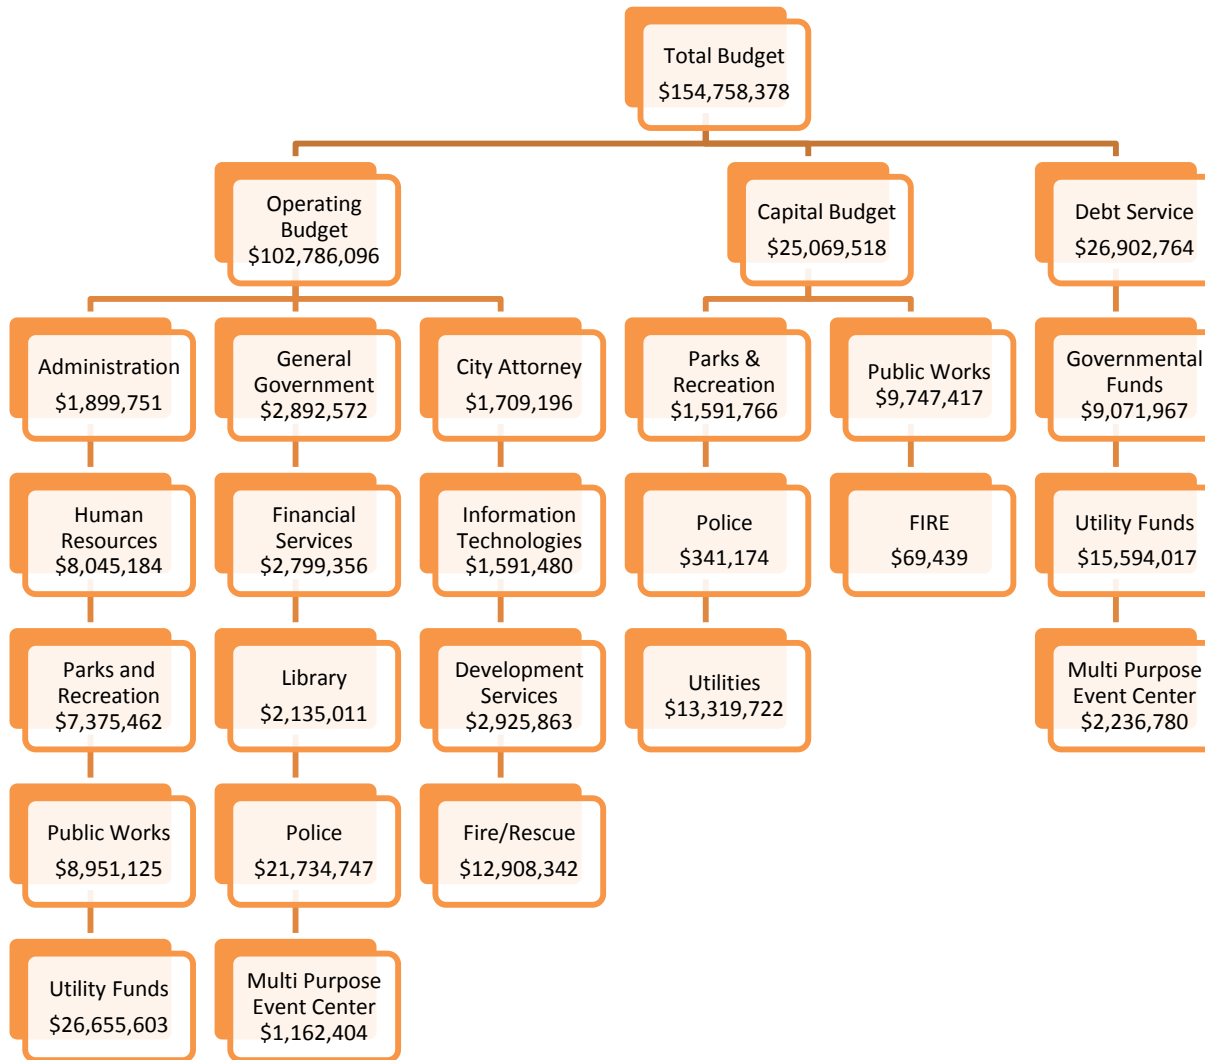 Total Budget
$154,758,378
Operating
Budget
$102,786,096
Capital Budget
$25,069,518
Debt Service
$26,902,764
Administration
$1,899,751
General
Government
$2,892,572
City Attorney
$1,709,196
Parks &
Recreation
$1,591,766
Public Works
$9,747,417
Governmental
Funds
$9,071,967
Human
Resources
$8,045,184
Financial
Services
$2,799,356
Information
Technologies
$1,591,480
Police
$341,174
FIRE
$69,439
Utility Funds
$15,594,017
Parks and
Recreation
$7,375,462
Library
$2,135,011
Development
Services
$2,925,863
Utilities
$13,319,722
Multi Purpose
Event Center
$2,236,780
Public Works
$8,951,125
Police
$21,734,747
Fire/Rescue
$12,908,342
Utility Funds
$26,655,603
Multi Purpose
Event Center
$1,162,404